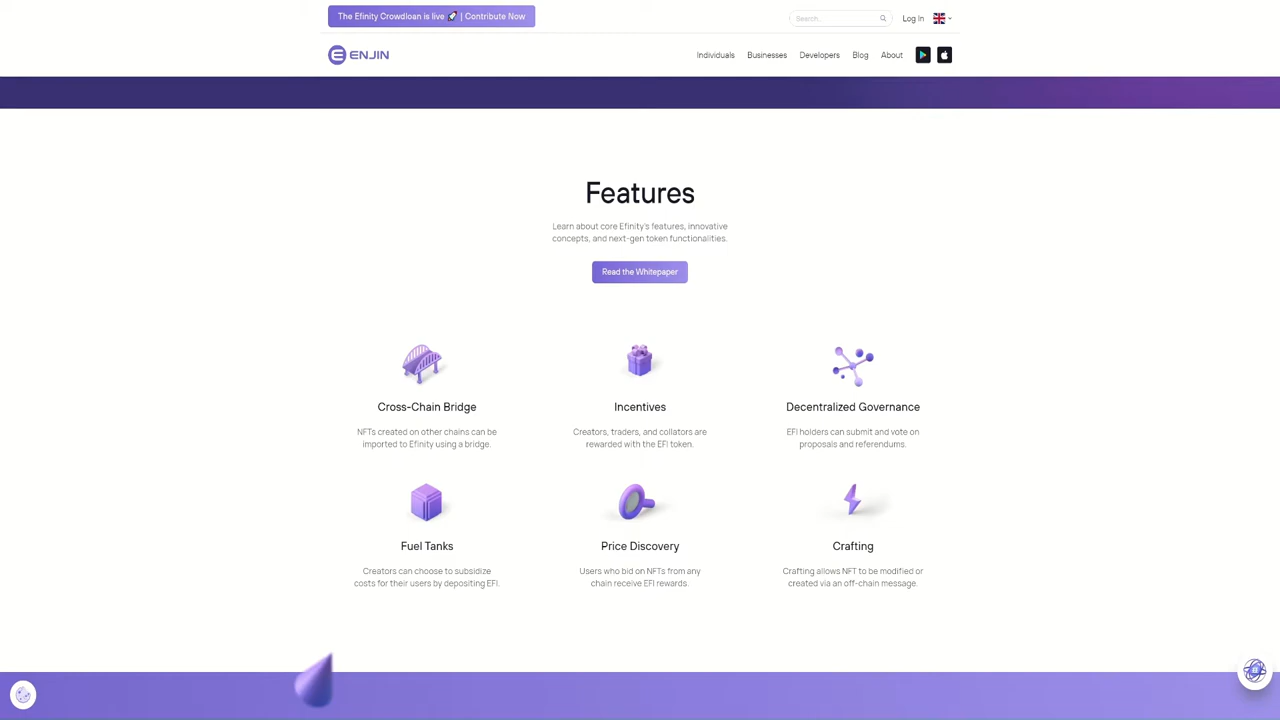 The Efinity Crowdloan is live 🚀 | Contribute Now
Search..
Log In
ENJIN
Individuals
Businesses
Developers
Blog
About
Features
Learn about core Efinity's features, innovative
concepts, and next-gen token functionalities.
Read the Whitepaper
Cross-Chain Bridge
NFTs created on other chains can be
imported to Efinity using a bridge.
Incentives
Creators, traders, and collators are
rewarded with the EFI token.
Decentralized Governance
EFI holders can submit and vote on
proposals and referendums.
Fuel Tanks
Creators can choose to subsidize
costs for their users by depositing EFI.
Price Discovery
Users who bid on NFTs from any
chain receive EFI rewards.
Crafting
Crafting allows NFT to be modified or
created via an off-chain message.